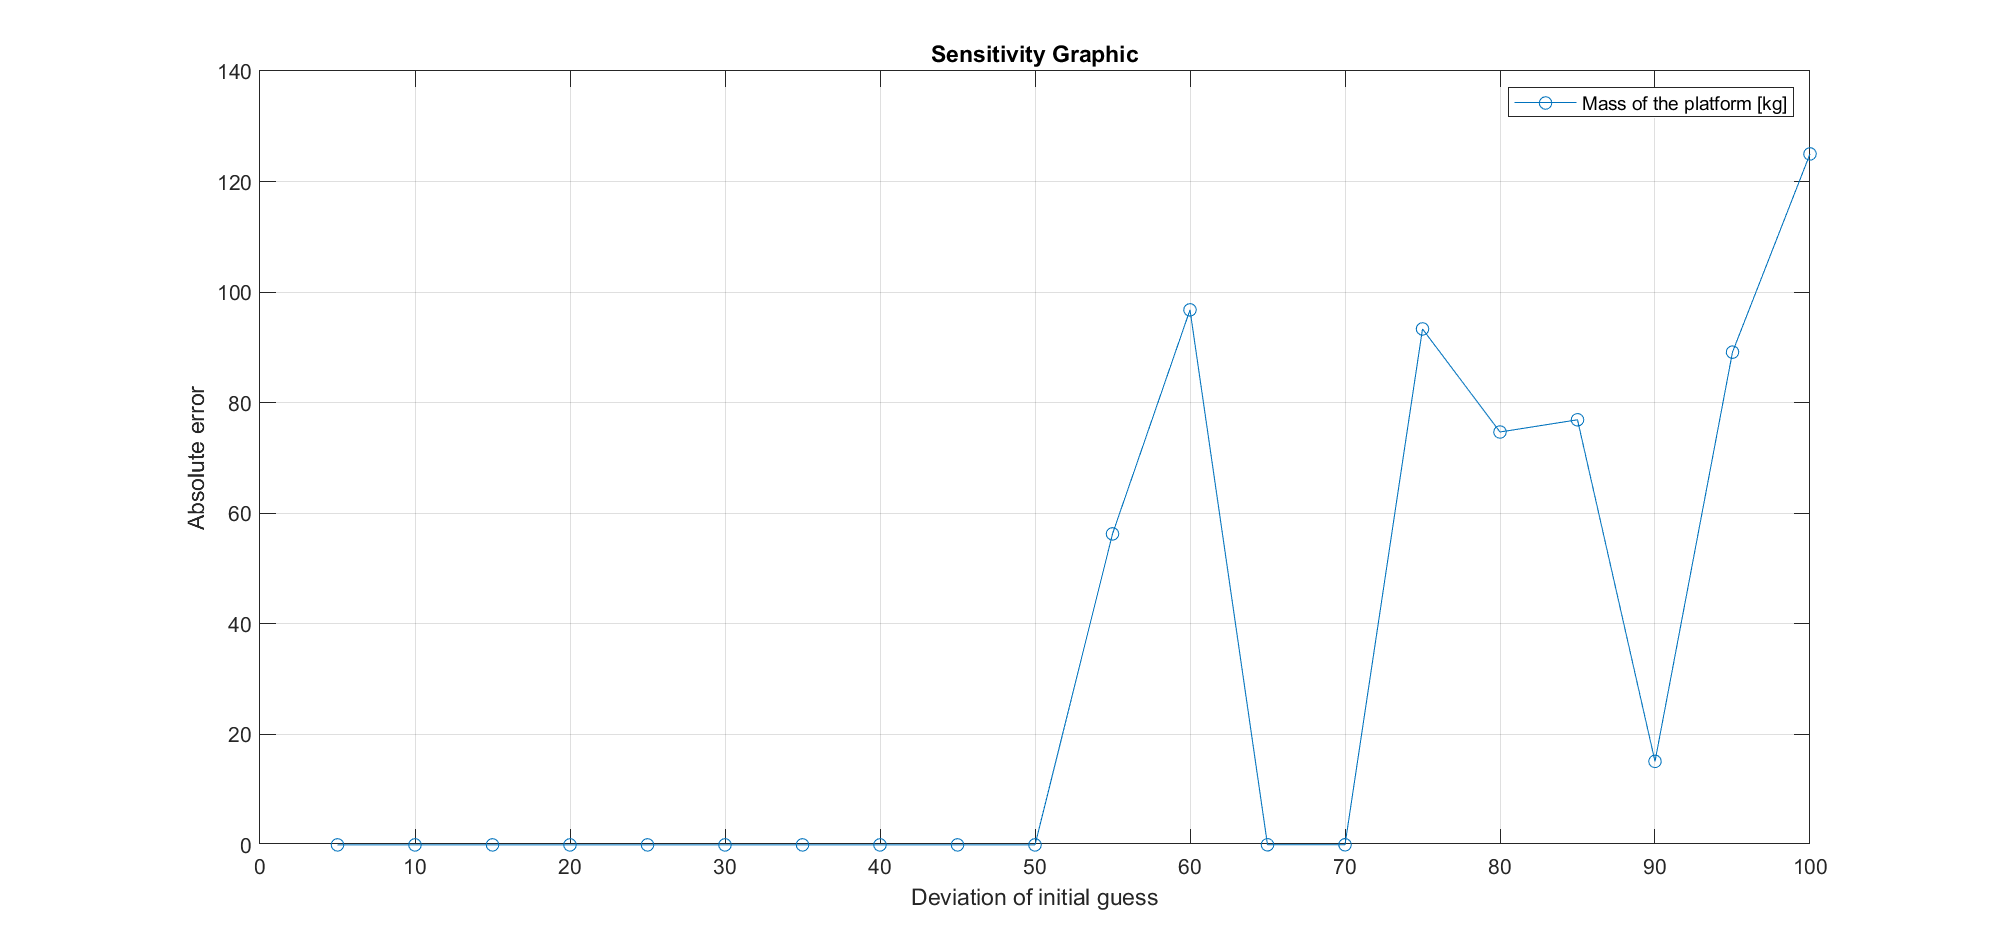 Sensitivity Graphic
Mass of the platform [kg]
140
120
100
80
60
40
20
0
Absolute error
0 10 20 30 40 50 60 70 80 90 100
Deviation of initial guess